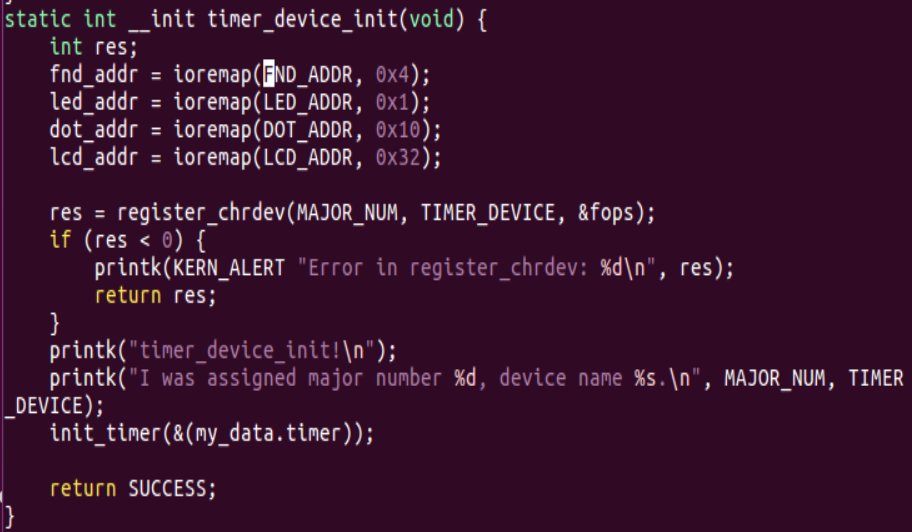 static int __init timer_device_init(void) {
    int res;
    fnd_addr = ioremap(FND_ADDR, 0x4);
    led_addr = ioremap(LED_ADDR, 0x1);
    dot_addr = ioremap(DOT_ADDR, 0x10);
    lcd_addr = ioremap(LCD_ADDR, 0x32);

    res = register_chrdev(MAJOR_NUM, TIMER_DEVICE, &fops);
    if (res < 0) {
        printk(KERN_ALERT "Error in register_chrdev: %d\n", res);
        return res;
    }
    printk("timer_device_init!\n");
    printk("I was assigned major number %d, device name %s.\n", MAJOR_NUM, TIMER
_DEVICE);
    init_timer(&(my_data.timer));

    return SUCCESS;
}